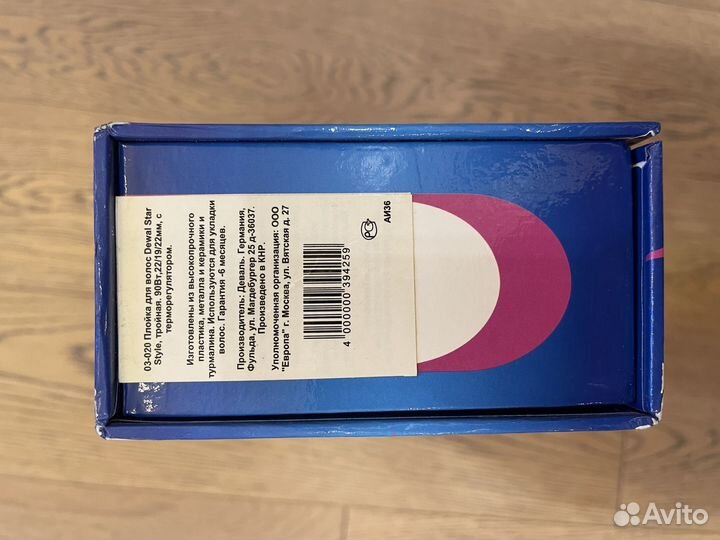 03-020 Плойка для волос Dewal Star
Style, тройная. 90Вт,22/19/22мм, с
терморегулятором.
Изготовлены из высокопрочного
пластика, металла и керамики и
турмалина. Используются для укладки
волос. Гарантия -6 месяцев.
Производитель: Деваль. Германия,
Фульда, ул. Магдебургер 25 д-36037.
Произведено в КНР.
Уполномоченная организация: ООО
"Европа" г. Москва, ул. Вятская д. 27
4 000000 394259
РСТ
АИ36
Avito